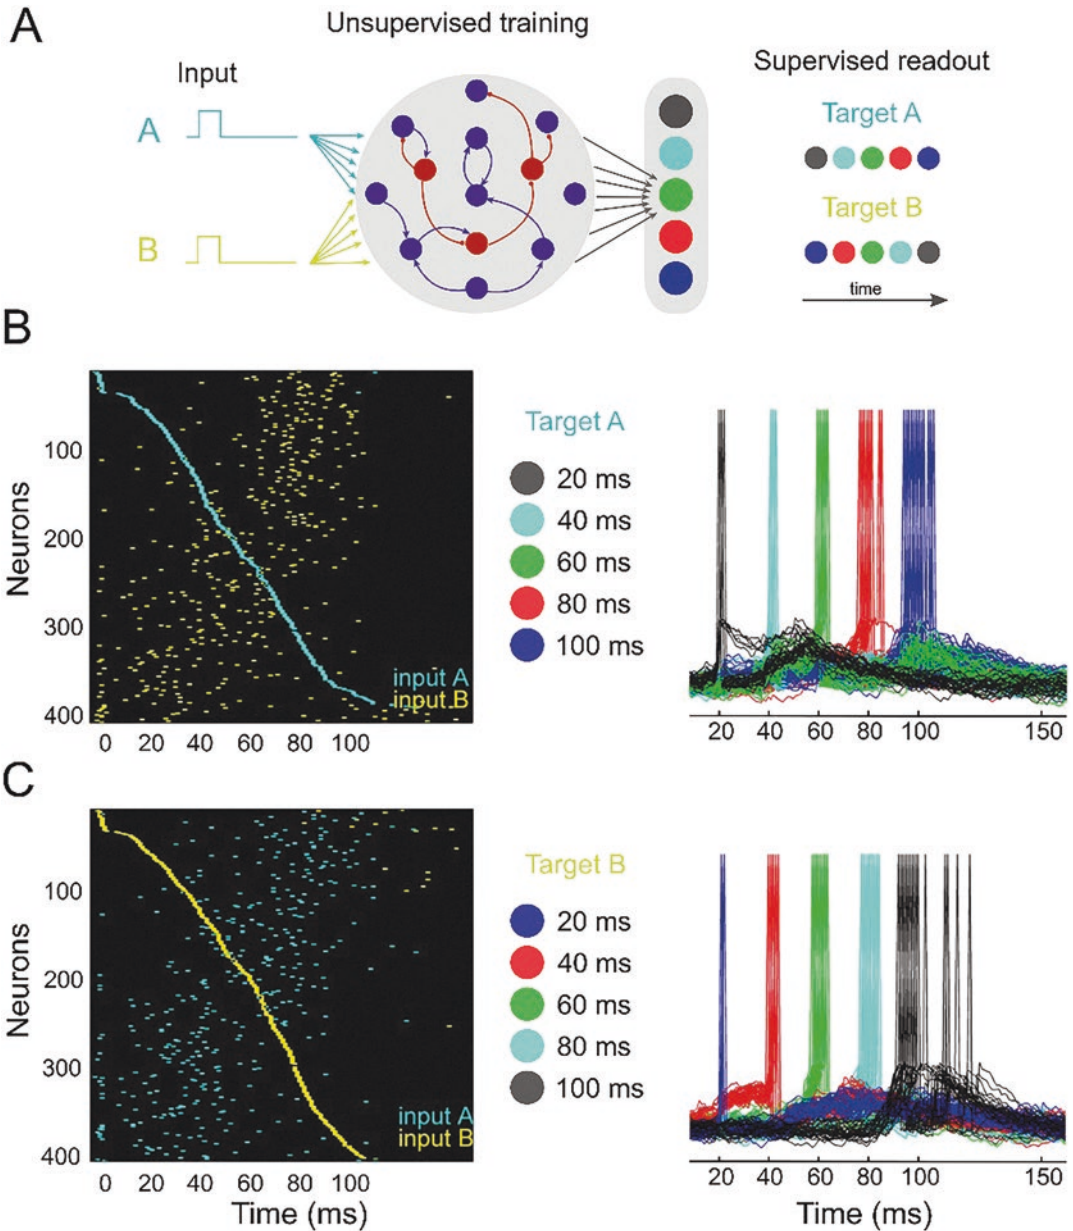 A
Unsupervised training
Input
Supervised readout
A
Target A
Target B
B
time
B
Neurons
100
200
300
400
input A
input B
0 20 40 60 80 100
Target A
20 ms
40 ms
60 ms
80 ms
100 ms
20 40 60 80 100 150
C
Neurons
100
200
300
400
input A
input B
0 20 40 60 80 100
Time (ms)
Target B
20 ms
40 ms
60 ms
80 ms
100 ms
20 40 60 80 100 150
Time (ms)